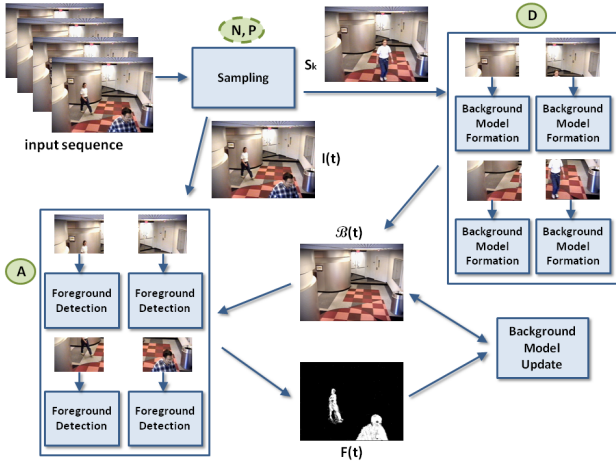 N, P
D
Sampling
Sk
input sequence
I(t)
Background
Model
Formation
Background
Model
Formation
Background
Model
Formation
Background
Model
Formation
ℬ(t)
A
Foreground
Detection
Foreground
Detection
Foreground
Detection
Foreground
Detection
Background
Model
Update
F(t)